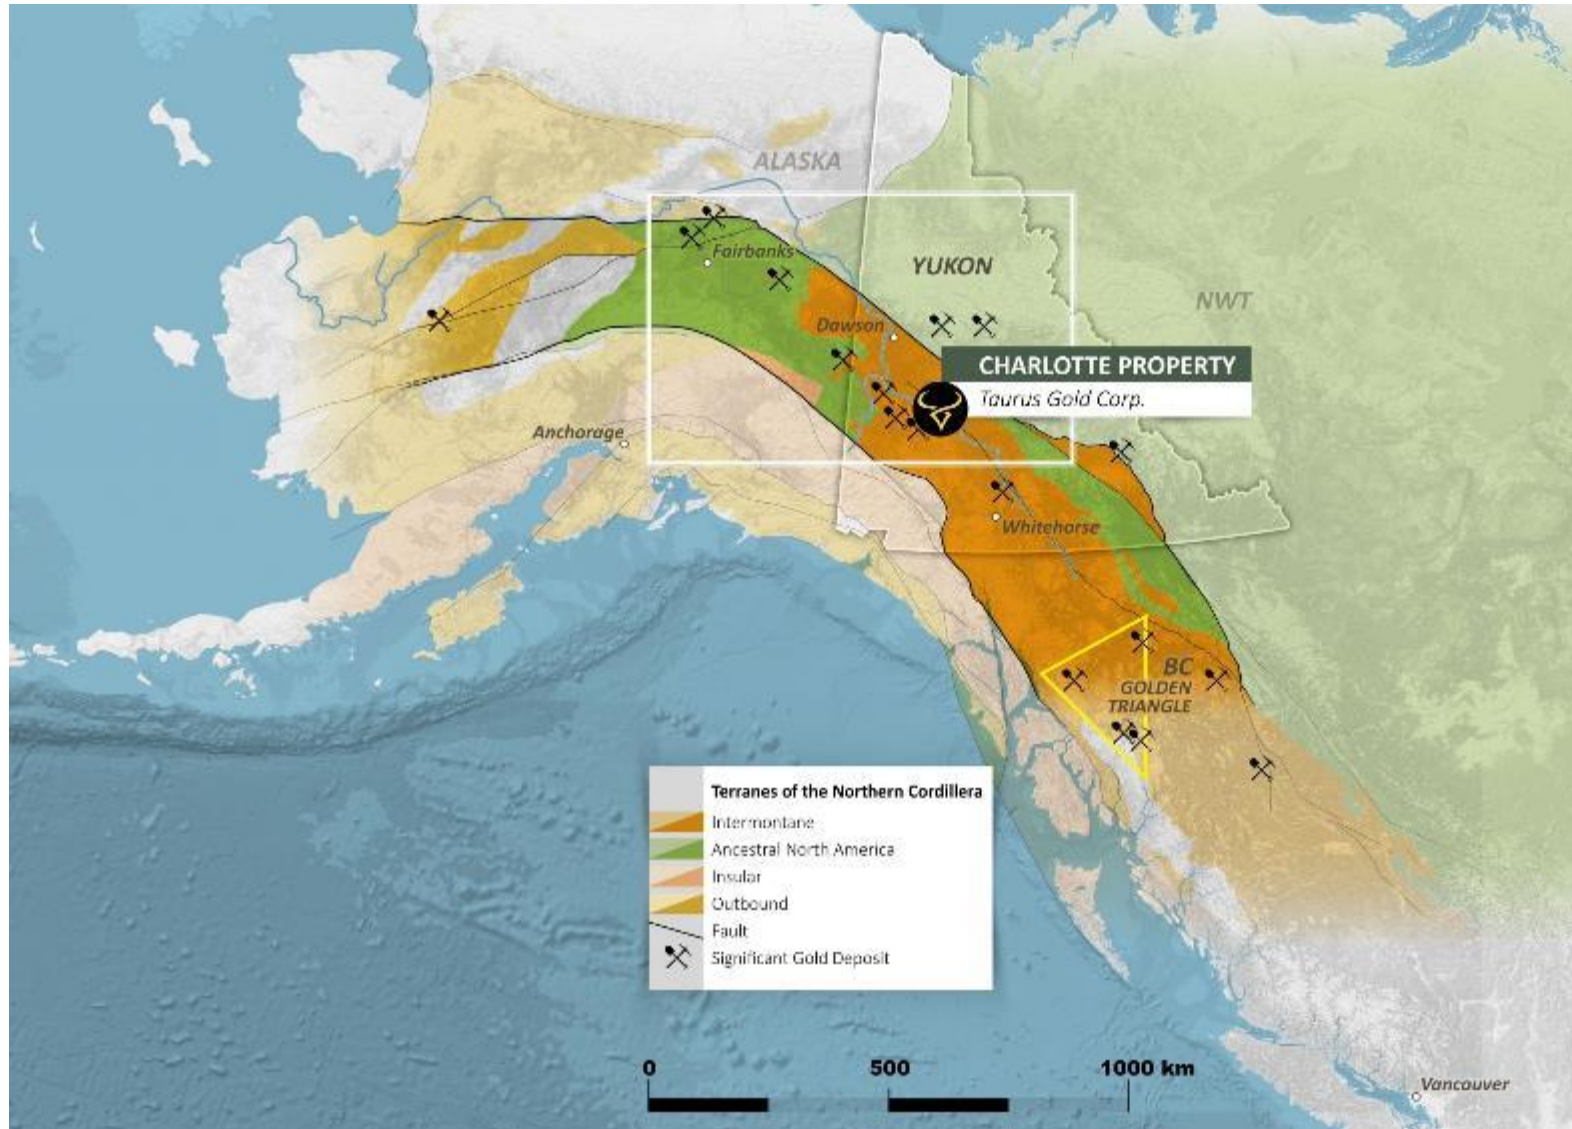 ALASKA
Fairbanks
YUKON
NWT
Dawson
CHARLOTTE PROPERTY
Taurus Gold Corp.
Anchorage
Whitehorse
BC
GOLDEN
TRIANGLE
Terranes of the Northern Cordillera
Intermontane
Ancestral North America
Insular
Outbound
Fault
Significant Gold Deposit
0 500 1000 km
Vancouver